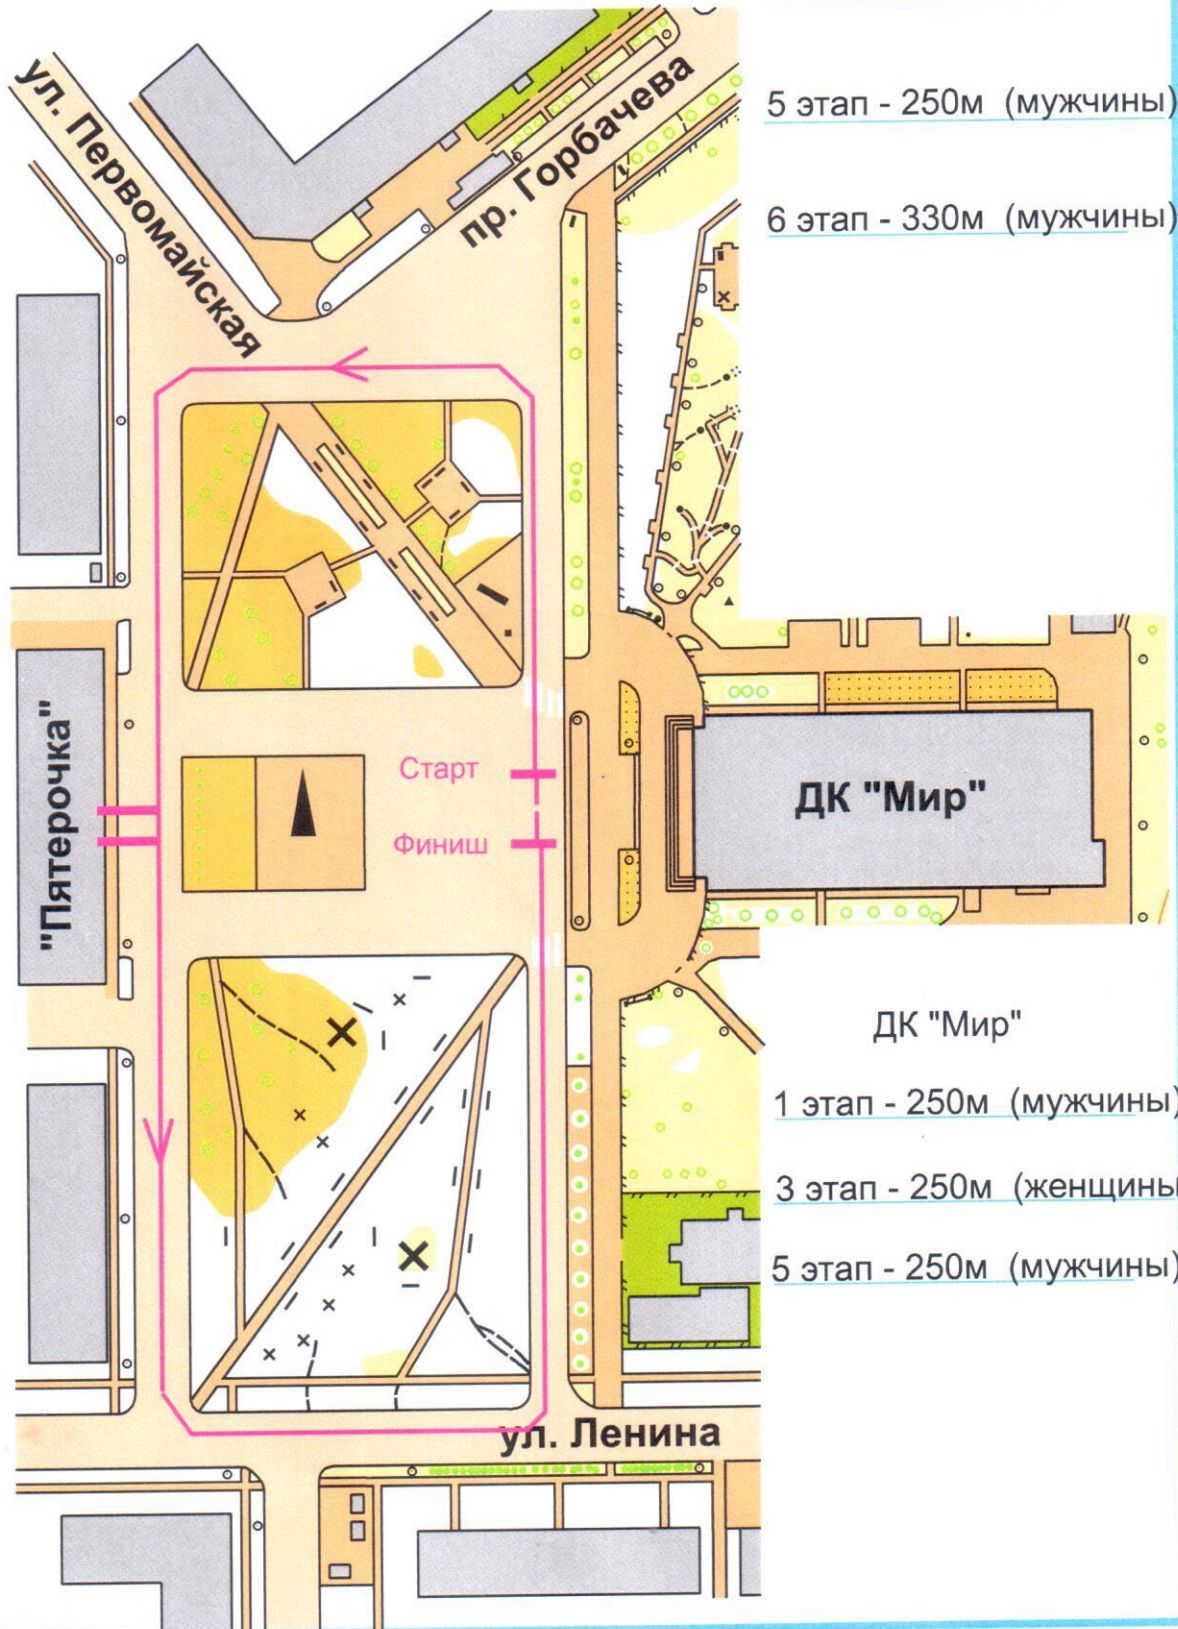 5 этап - 250м (мужчины)
6 этап - 330м (мужчины)
ул. Первомайская
пр. Горбачева
"Пятерочка"
Старт
Финиш
ДК "Мир"
ДК "Мир"
1 этап - 250м (мужчины)
3 этап - 250м (женщины
5 этап - 250м (мужчины)
ул. Ленина